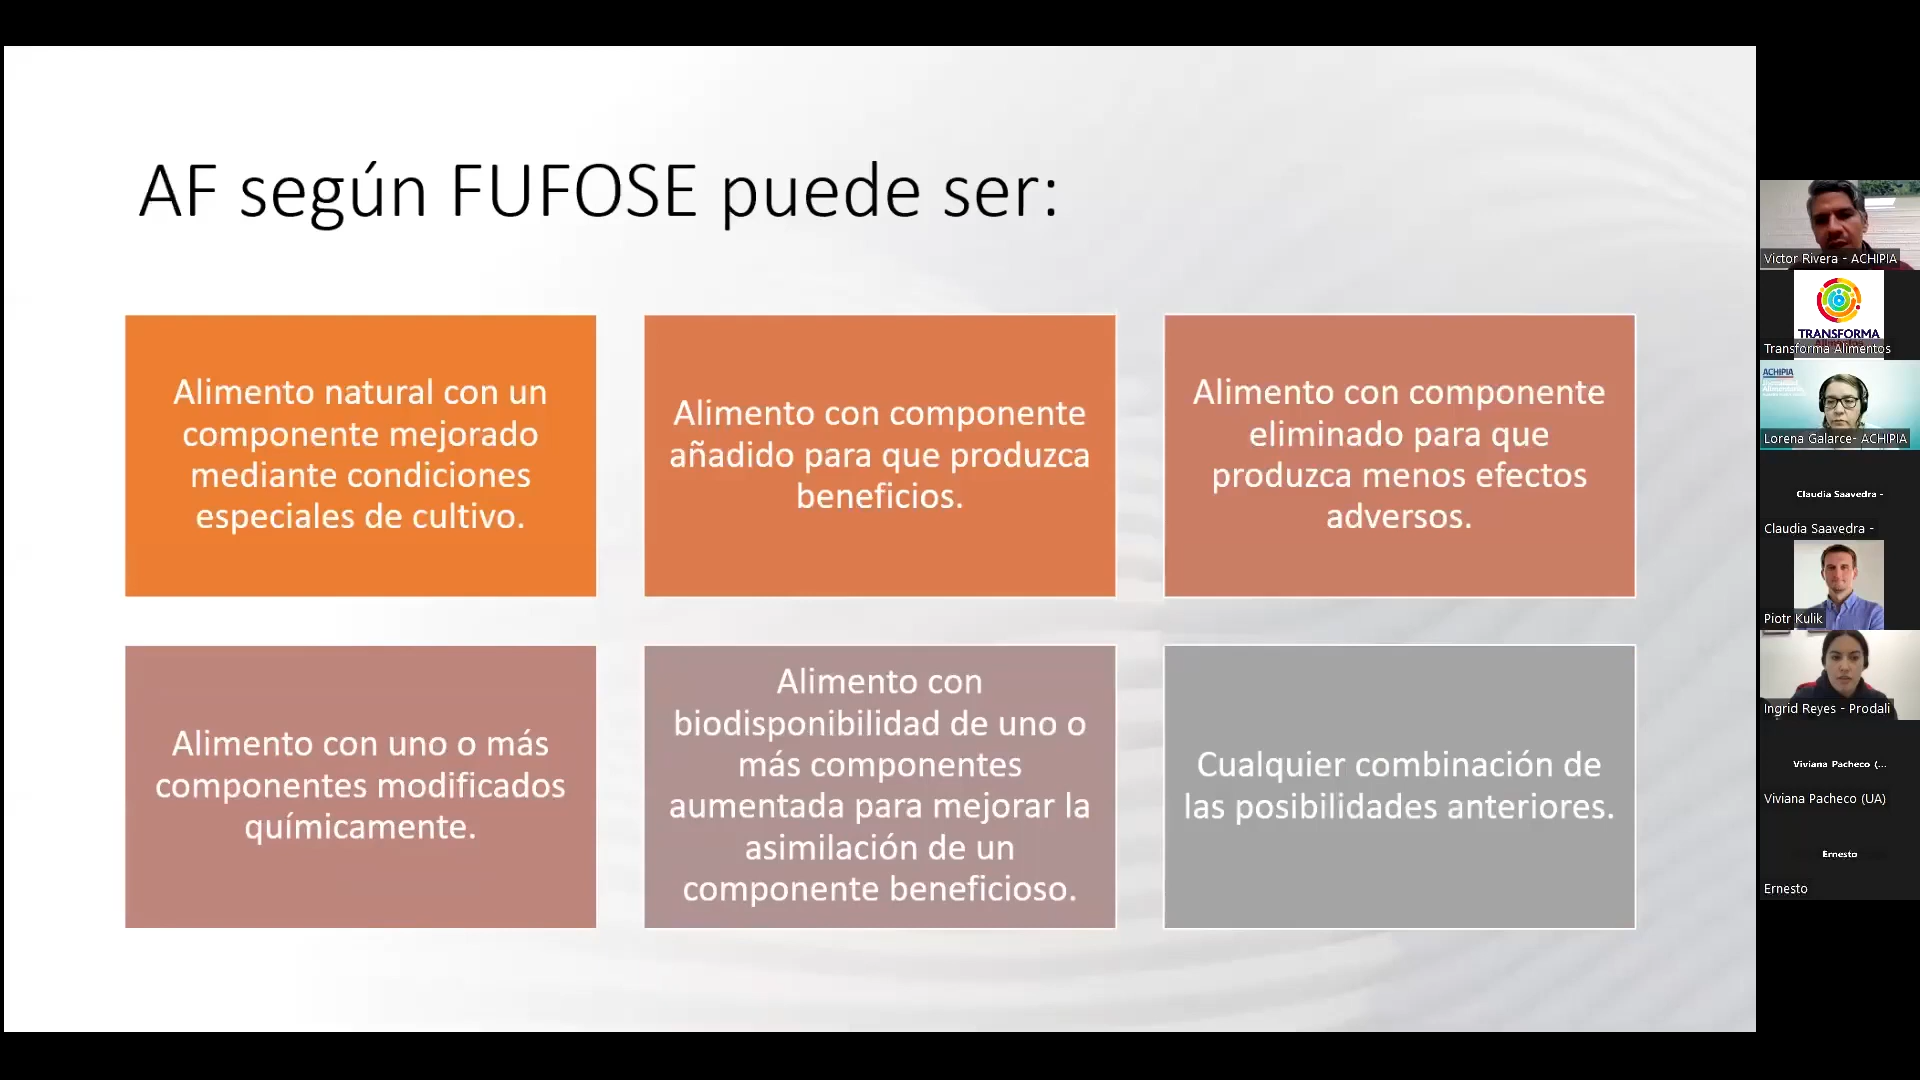 AF según FUFOSE puede ser:
Alimento natural con un
componente mejorado
mediante condiciones
especiales de cultivo.
Alimento con componente
añadido para que produzca
beneficios.
Alimento con componente
eliminado para que
produzca menos efectos
adversos.
Alimento con uno o más
componentes modificados
químicamente.
Alimento con
biodisponibilidad de uno o
más componentes
aumentada para mejorar la
asimilación de un
componente beneficioso.
Cualquier combinación de
las posibilidades anteriores.
Victor Rivera - ACHIPIA
TRANSFORMA
Transforma Alimentos
ACHIPIA
Lorena Galarce- ACHIPIA
Claudia Saavedra -
Claudia Saavedra -
Piotr Kulik
Ingrid Reyes - Prodali
Viviana Pacheco (...
Viviana Pacheco (UA)
Ernesto
Ernesto